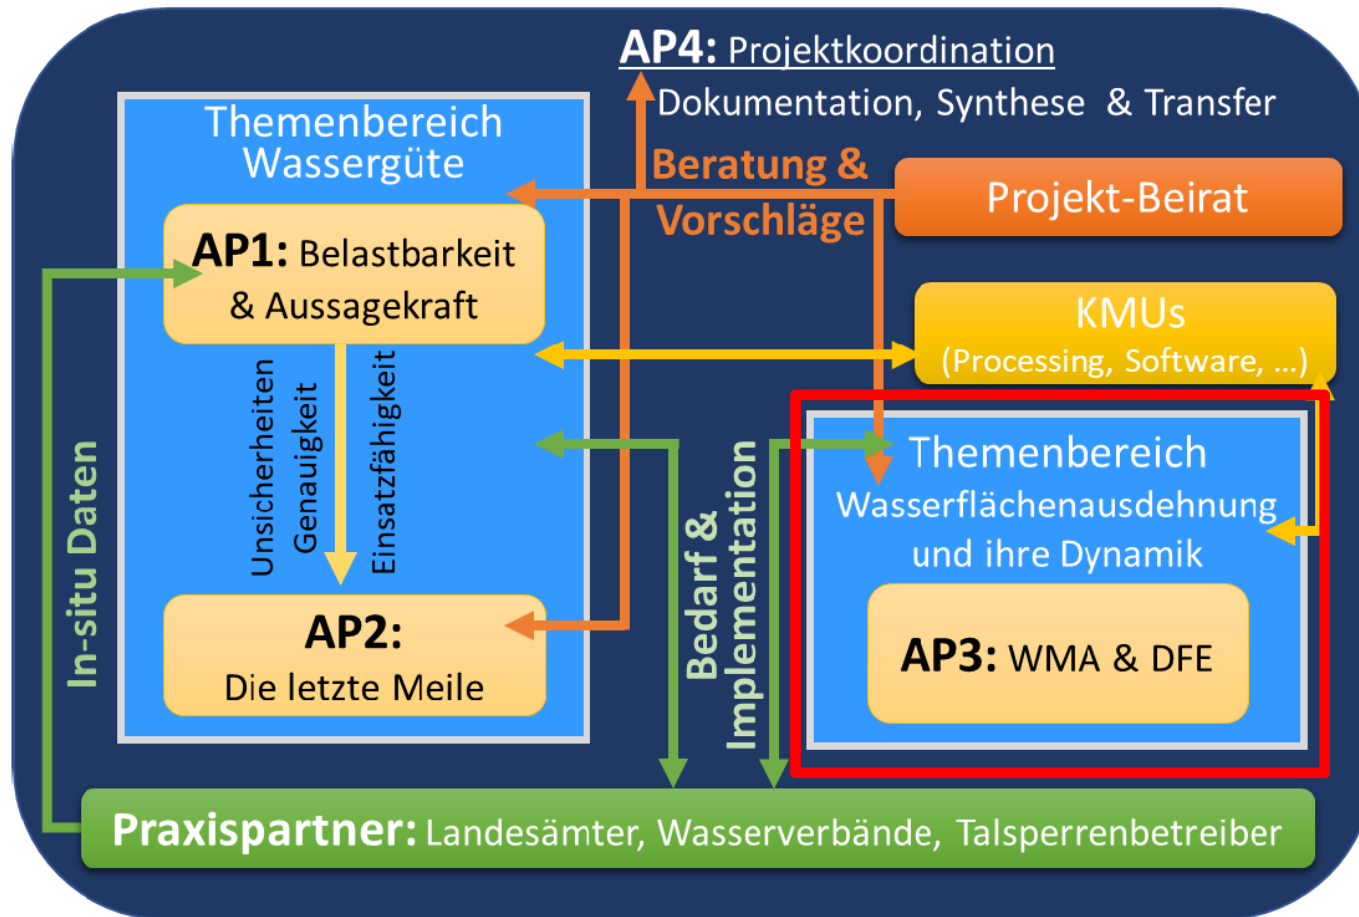 AP4: Projektkoordination
Dokumentation, Synthese & Transfer
Themenbereich
Wassergüte
Beratung &
Vorschläge
Projekt-Beirat
AP1: Belastbarkeit
& Aussagekraft
KMUs
(Processing, Software, ...)
Unsicherheiten
Genauigkeit
Einsatzfähigkeit
In-situ Daten
Bedarf &
Implementation
Themenbereich
Wasserflächenausdehnung
und ihre Dynamik
AP2:
Die letzte Meile
AP3: WMA & DFE
Praxispartner: Landesämter, Wasserverbände, Talsperrenbetreiber